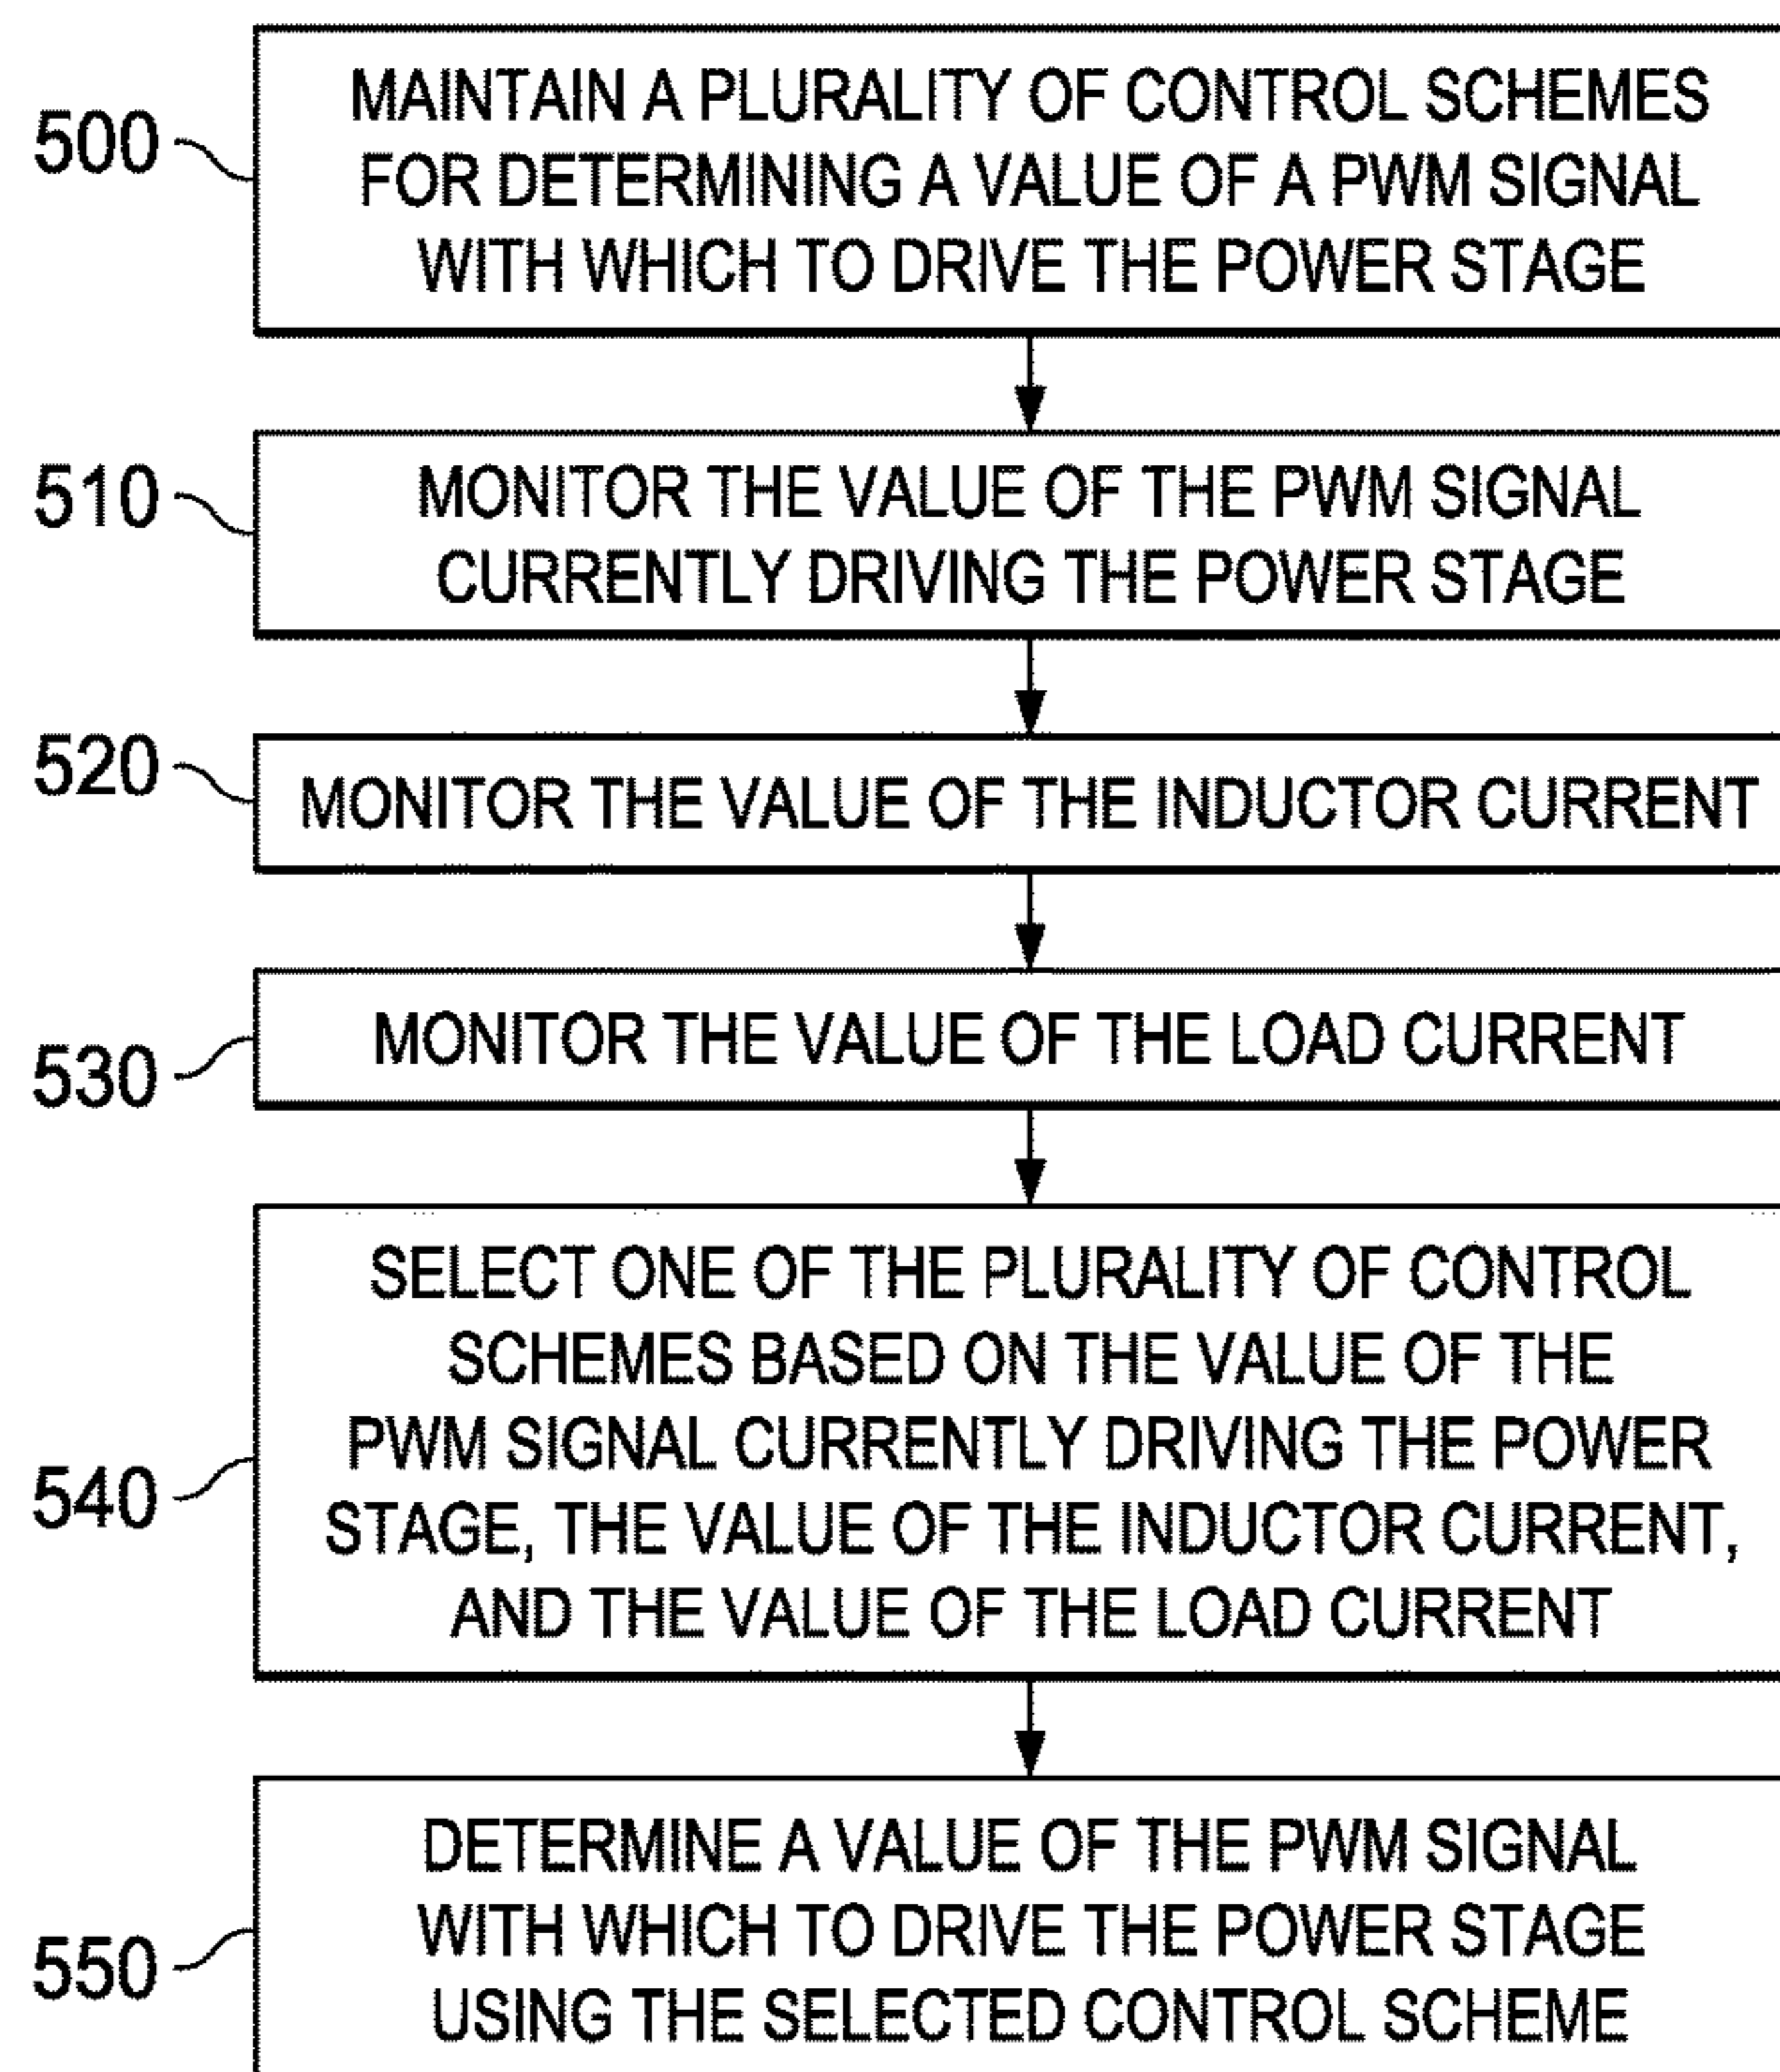 500
MAINTAIN A PLURALITY OF CONTROL SCHEMES
FOR DETERMINING A VALUE OF A PWM SIGNAL
WITH WHICH TO DRIVE THE POWER STAGE
510
MONITOR THE VALUE OF THE PWM SIGNAL
CURRENTLY DRIVING THE POWER STAGE
520
MONITOR THE VALUE OF THE INDUCTOR CURRENT
530
MONITOR THE VALUE OF THE LOAD CURRENT
540
SELECT ONE OF THE PLURALITY OF CONTROL
SCHEMES BASED ON THE VALUE OF THE
PWM SIGNAL CURRENTLY DRIVING THE POWER
STAGE, THE VALUE OF THE INDUCTOR CURRENT,
AND THE VALUE OF THE LOAD CURRENT
550
DETERMINE A VALUE OF THE PWM SIGNAL
WITH WHICH TO DRIVE THE POWER STAGE
USING THE SELECTED CONTROL SCHEME